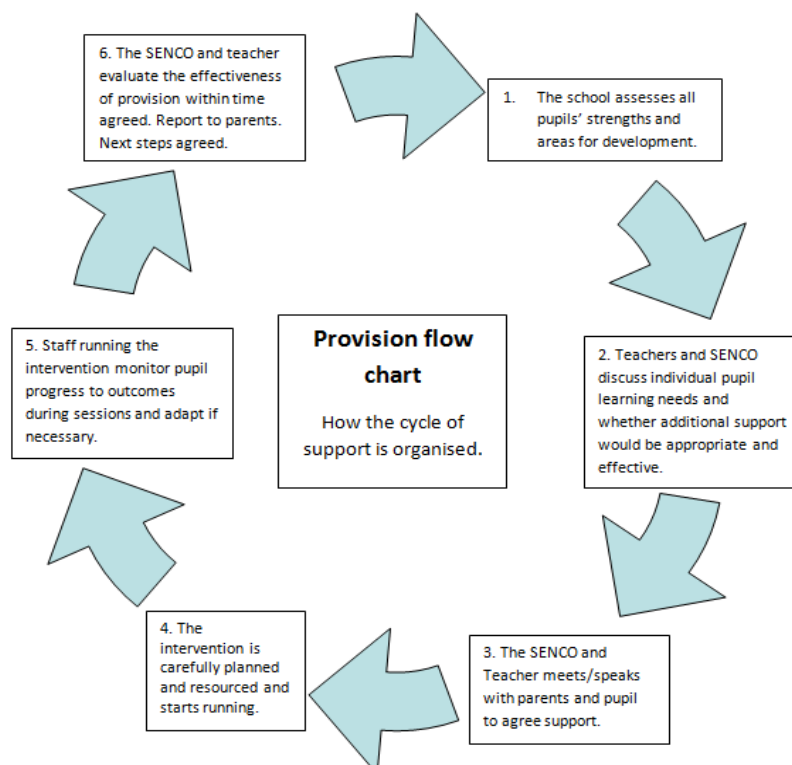 6. The SENCO and teacher
evaluate the effectiveness
of provision within time
agreed. Report to parents.
Next steps agreed.
1. The school assesses all
pupils’ strengths and
areas for development.
2. Teachers and SENCO
discuss individual pupil
learning needs and
whether additional support
would be appropriate and
effective.
3. The SENCO and
Teacher meets/speaks
with parents and pupil
to agree support.
4. The
intervention is
carefully planned
and resourced and
starts running.
5. Staff running the
intervention monitor pupil
progress to outcomes
during sessions and adapt if
necessary.
Provision flow
chart
How the cycle of
support is organised.